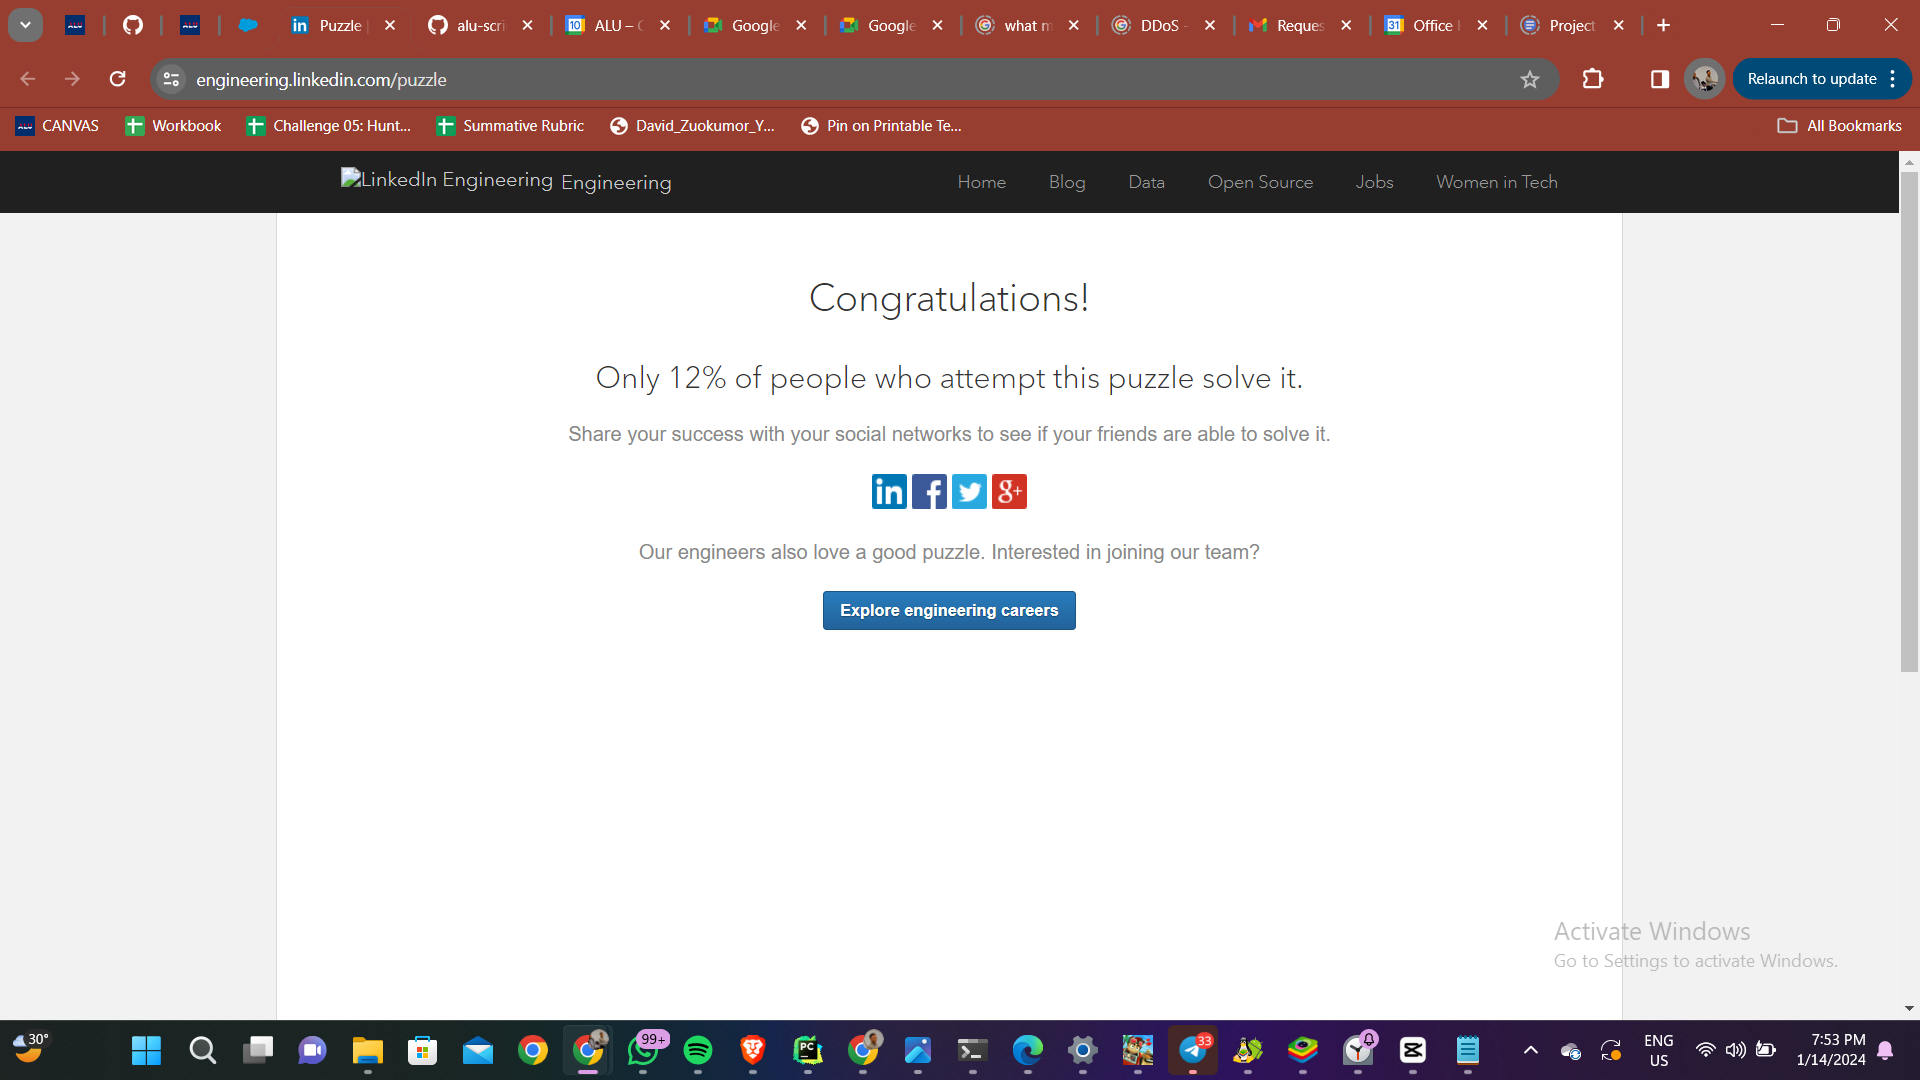 Puzzle
alu-scri
ALU – C
Google
Google
what m
DDoS -
Reques
Office
Project
engineering.linkedin.com/puzzle
Relaunch to update
CANVAS
Workbook
Challenge 05: Hunt...
Summative Rubric
David_Zuokumor_Y...
Pin on Printable Te...
All Bookmarks
LinkedIn Engineering Engineering
Home Blog Data Open Source Jobs Women in Tech
Congratulations!
Only 12% of people who attempt this puzzle solve it.
Share your success with your social networks to see if your friends are able to solve it.
in f g+
Our engineers also love a good puzzle. Interested in joining our team?
Explore engineering careers
Activate Windows
Go to Settings to activate Windows.
30°
99+
PC
33
ENG
US
7:53 PM
1/14/2024